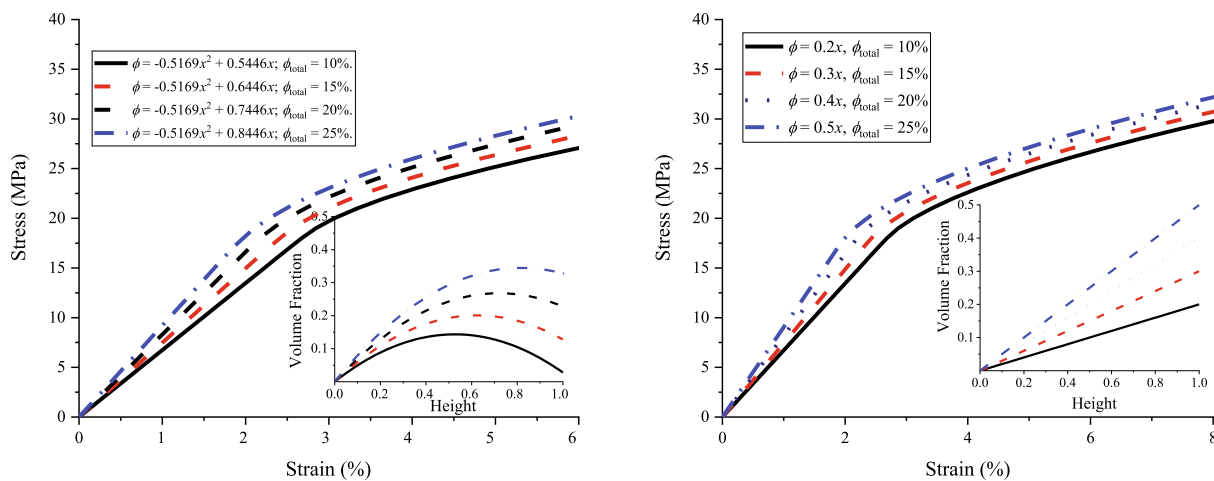 40
35
30
25
20
15
10
5
0
Stress (MPa)
ϕ = -0.5169x² + 0.5446x; ϕtotal = 10%.
ϕ = -0.5169x² + 0.6446x; ϕtotal = 15%.
ϕ = -0.5169x² + 0.7446x; ϕtotal = 20%.
ϕ = -0.5169x² + 0.8446x; ϕtotal = 25%.
0.5
0.4
0.3
0.2
0.1
Volume Fraction
0.0 0.2 0.4 0.6 0.8 1.0
Height
0 1 2 3 4 5 6
Strain (%)
40
35
30
25
20
15
10
5
0
Stress (MPa)
ϕ = 0.2x, ϕtotal = 10%
ϕ = 0.3x, ϕtotal = 15%
ϕ = 0.4x, ϕtotal = 20%
ϕ = 0.5x, ϕtotal = 25%
0.5
0.4
0.3
0.2
0.1
0.0
Volume Fraction
0.0 0.2 0.4 0.6 0.8 1.0
Height
0 2 4 6 8
Strain (%)